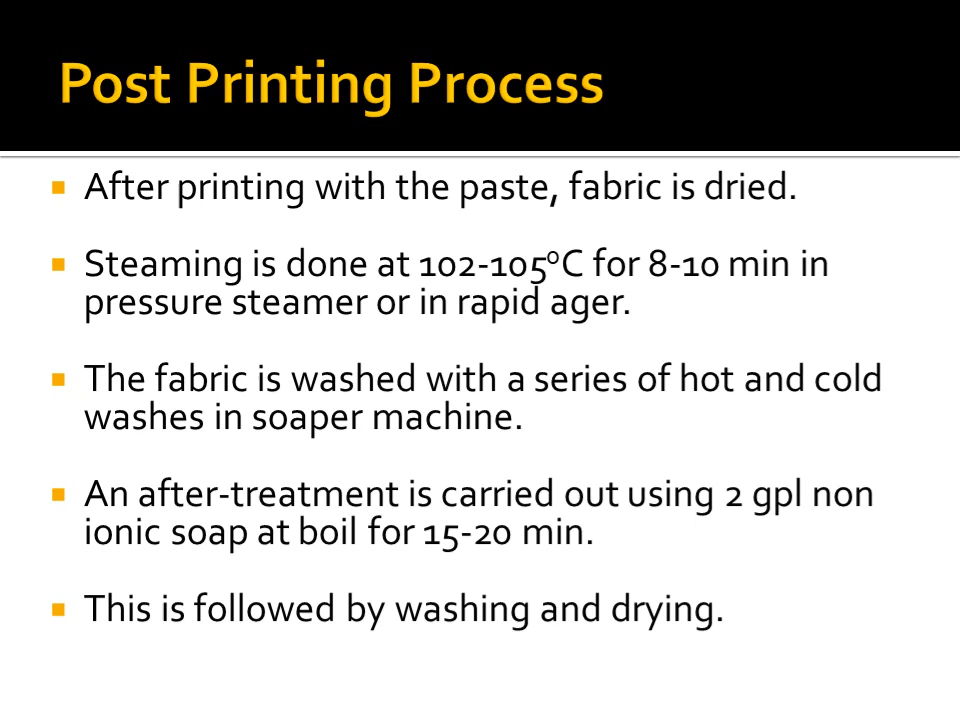 Post Printing Process
After printing with the paste, fabric is dried.
Steaming is done at 102-105⁰C for 8-10 min in
pressure steamer or in rapid ager.
The fabric is washed with a series of hot and cold
washes in soaper machine.
An after-treatment is carried out using 2 gpl non
ionic soap at boil for 15-20 min.
This is followed by washing and drying.